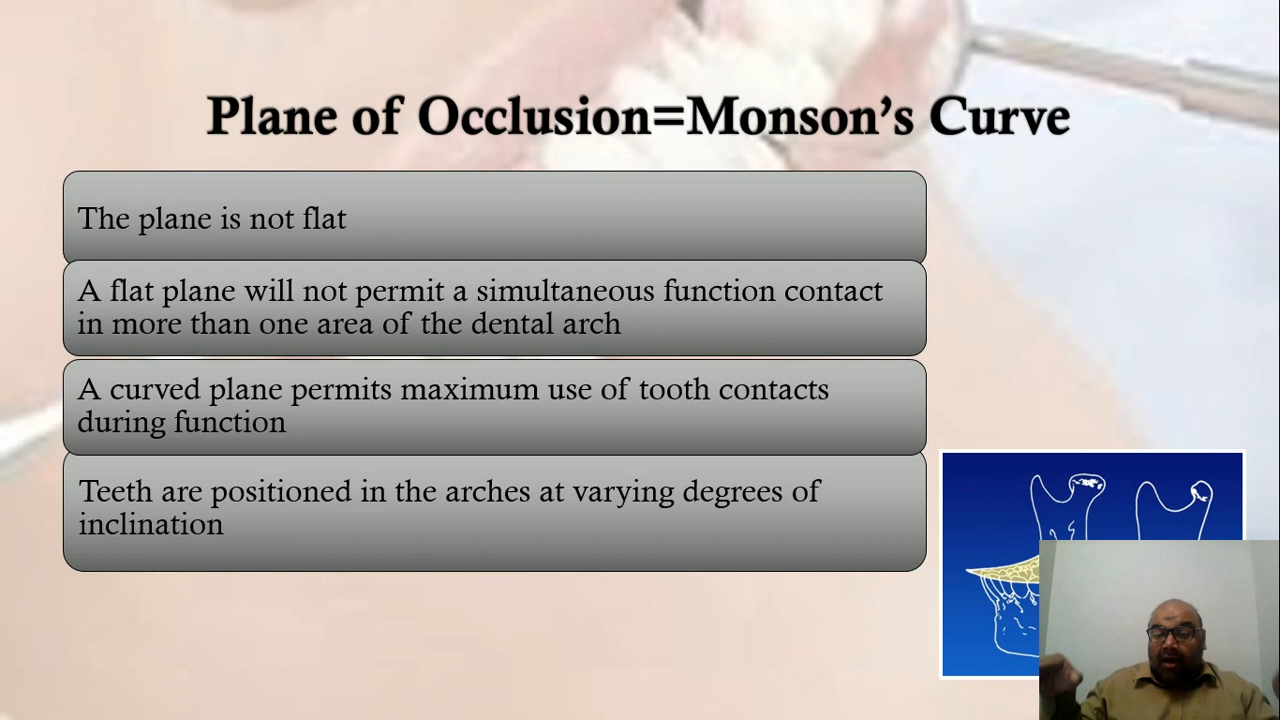 Plane of Occlusion=Monson’s Curve
The plane is not flat
A flat plane will not permit a simultaneous function contact
in more than one area of the dental arch
A curved plane permits maximum use of tooth contacts
during function
Teeth are positioned in the arches at varying degrees of
inclination